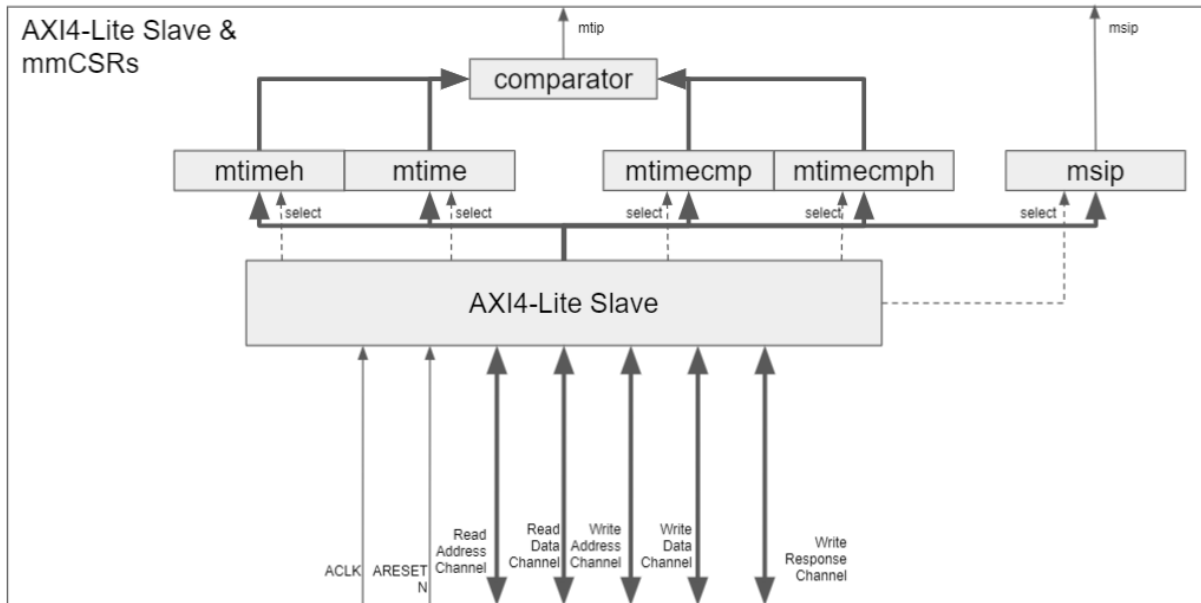 AXI4-Lite Slave &
mmCSRs
mtip
msip
comparator
mtimeh
mtime
mtimecmp
mtimecmph
msip
select
select
select
select
select
AXI4-Lite Slave
ACLK
ARESET
N
Read
Address
Channel
Read
Data
Channel
Write
Address
Channel
Write
Data
Channel
Write
Response
Channel